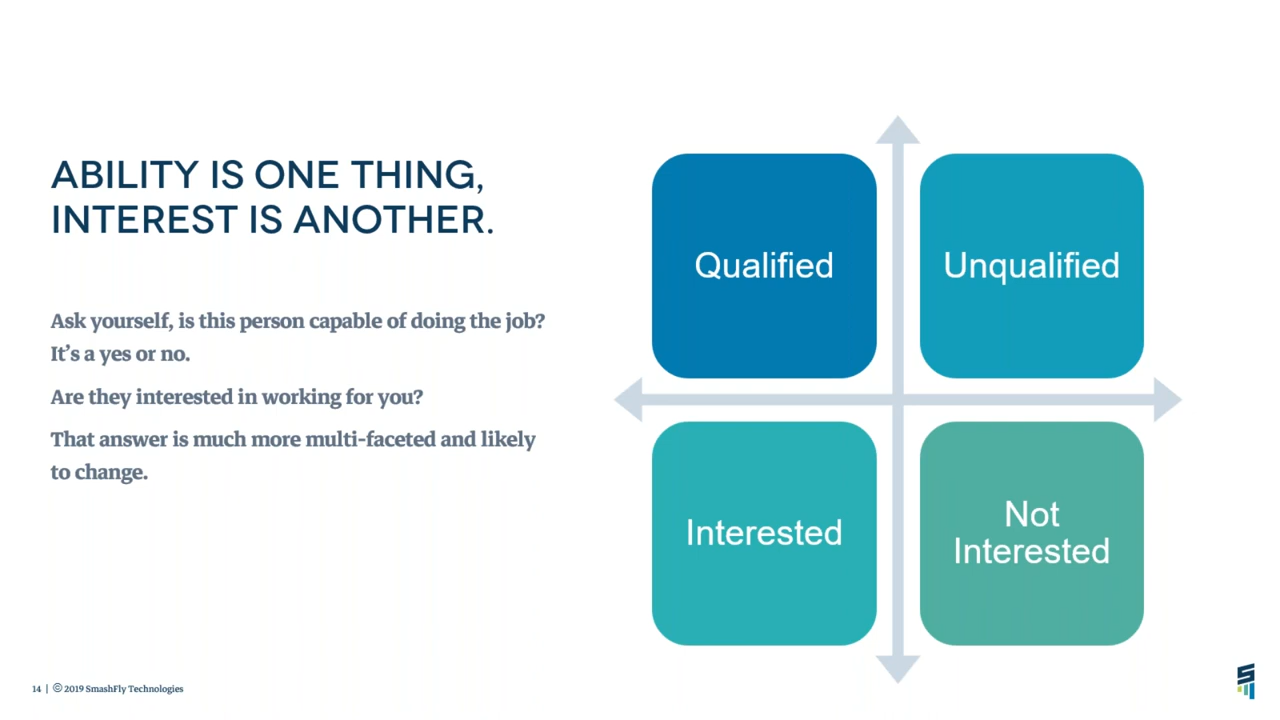 ABILITY IS ONE THING,
INTEREST IS ANOTHER.
Ask yourself, is this person capable of doing the job?
It's a yes or no.
Are they interested in working for you?
That answer is much more multi-faceted and likely
to change.
Qualified
Unqualified
Interested
Not
Interested
14 | © 2019 SmashFly Technologies